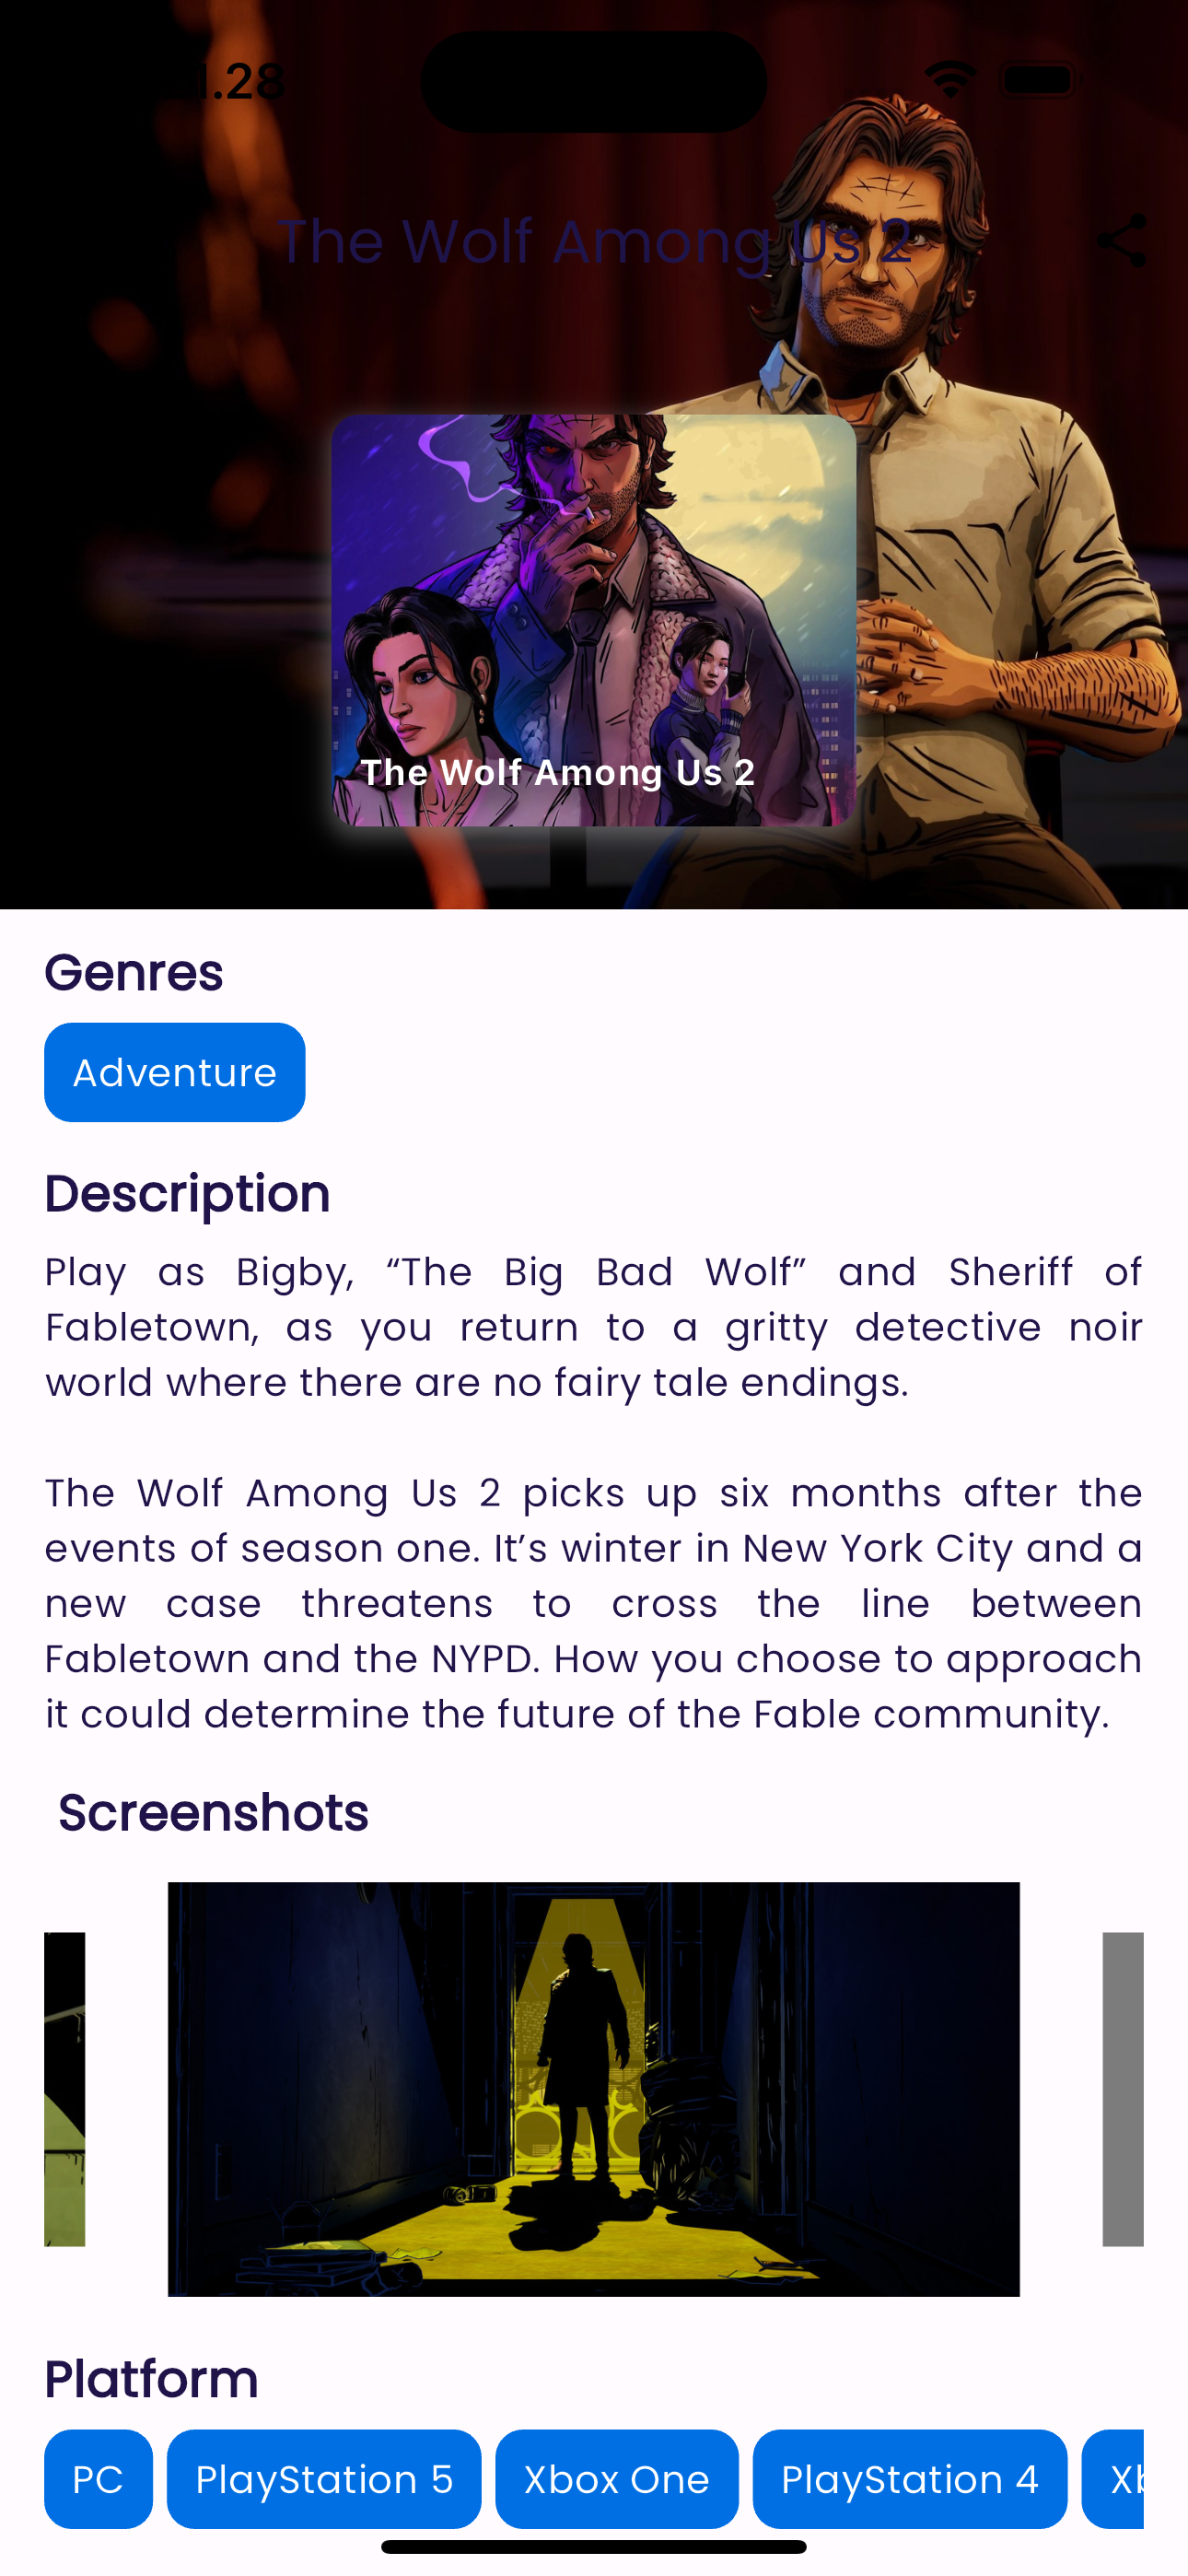 1.28
The Wolf Among Us 2
The Wolf Among Us 2
Genres
Adventure
Description
Play as Bigby, “The Big Bad Wolf” and Sheriff of
Fabletown, as you return to a gritty detective noir
world where there are no fairy tale endings.
The Wolf Among Us 2 picks up six months after the
events of season one. It’s winter in New York City and a
new case threatens to cross the line between
Fabletown and the NYPD. How you choose to approach
it could determine the future of the Fable community.
Screenshots
Platform
PC PlayStation 5 Xbox One PlayStation 4